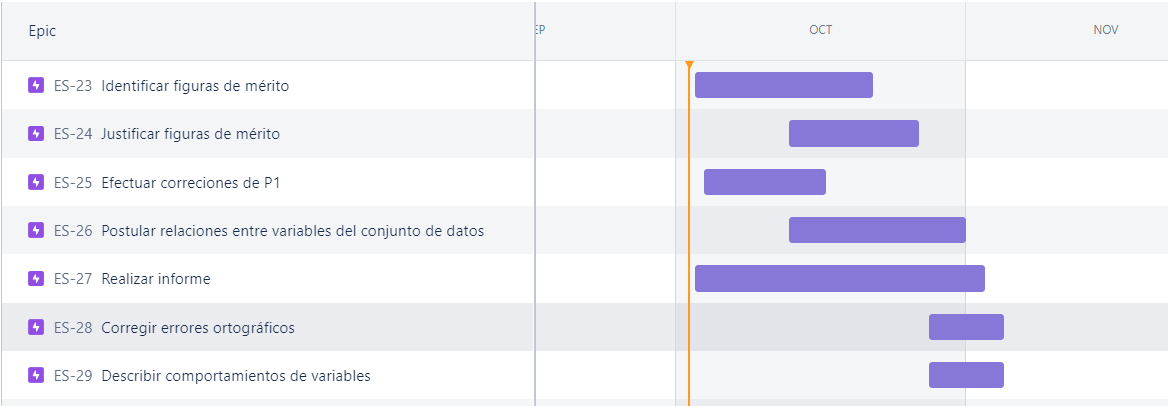 Epic EP OCT NOV
ES-23 Identificar figuras de mérito
ES-24 Justificar figuras de mérito
ES-25 Efectuar correciones de P1
ES-26 Postular relaciones entre variables del conjunto de datos
ES-27 Realizar informe
ES-28 Corregir errores ortográficos
ES-29 Describir comportamientos de variables